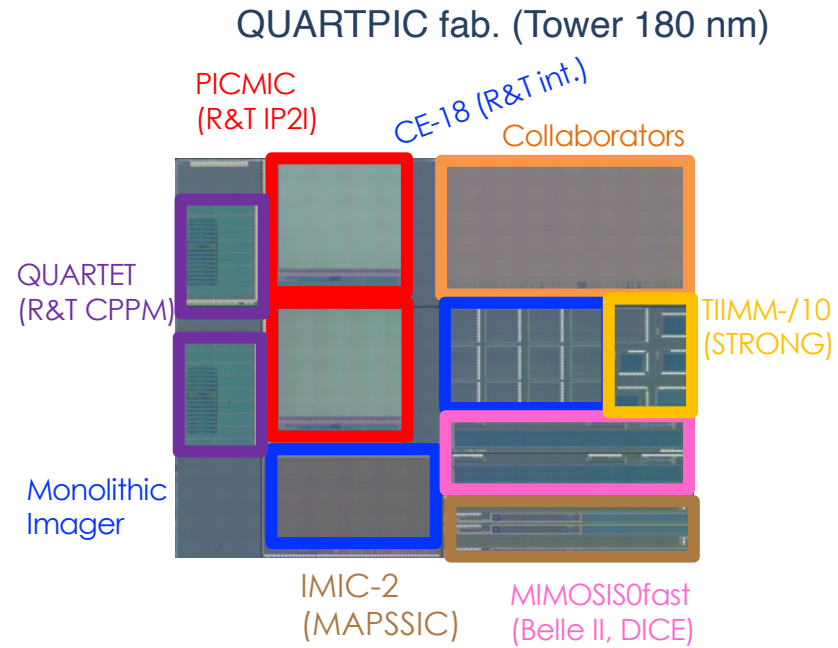 QUARTPIC fab. (Tower 180 nm)
PICMIC
(R&T IP2I)
CE-18 (R&T int.)
Collaborators
QUARTET
(R&T CPPM)
TIIMM-/10
(STRONG)
Monolithic
Imager
IMIC-2
(MAPSSIC)
MIMOSIS0fast
(Belle II, DICE)